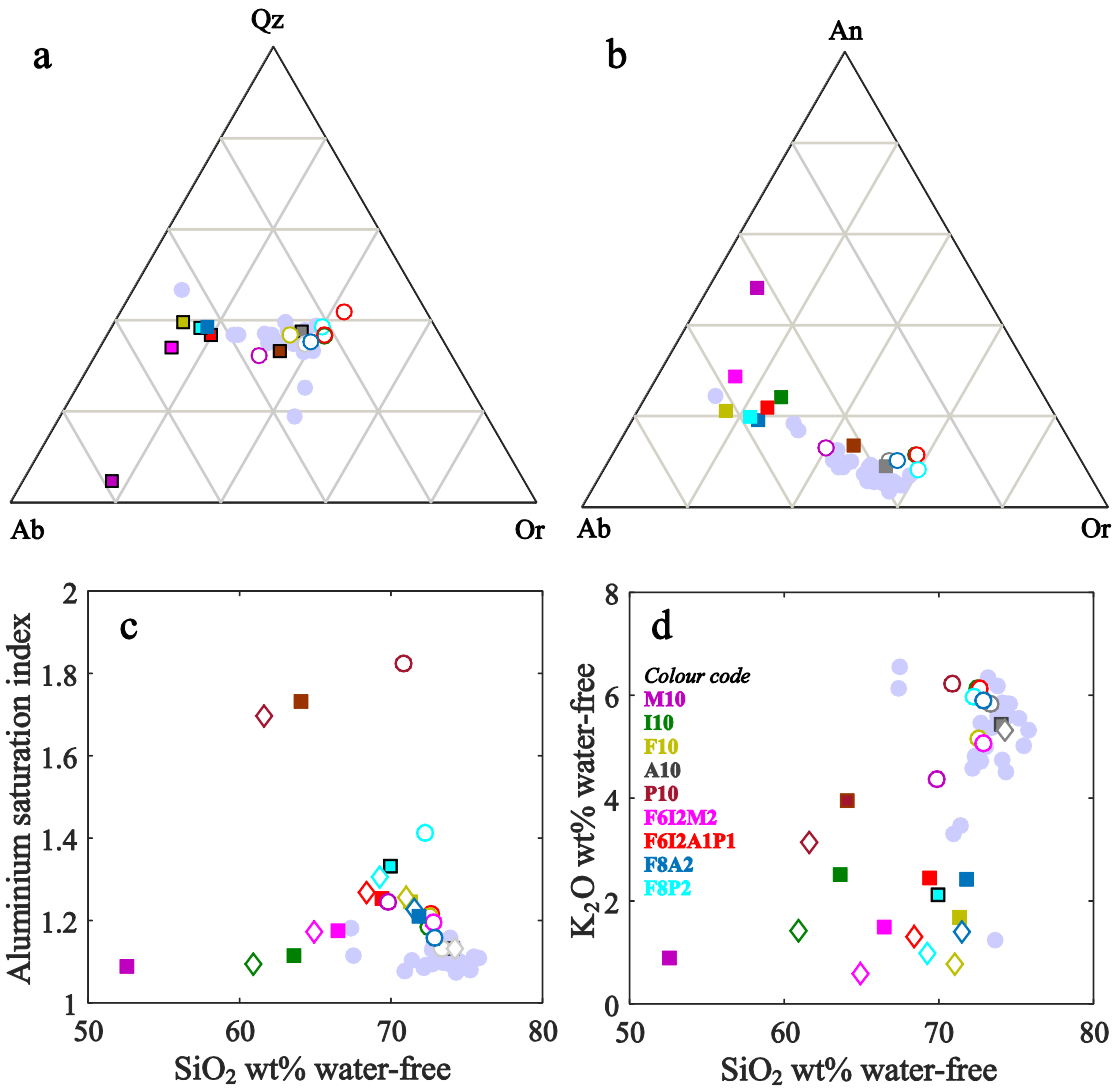 a
Qz
Ab
Or
b
An
Ab
Or
c
Aluminium saturation index
2
1.8
1.6
1.4
1.2
1
50
60
70
80
SiO₂ wt% water-free
d
K₂O wt% water-free
8
6
4
2
0
50
60
70
80
SiO₂ wt% water-free
Colour code
M10
I10
F10
A10
P10
F6I2M2
F6I2A1P1
F8A2
F8P2